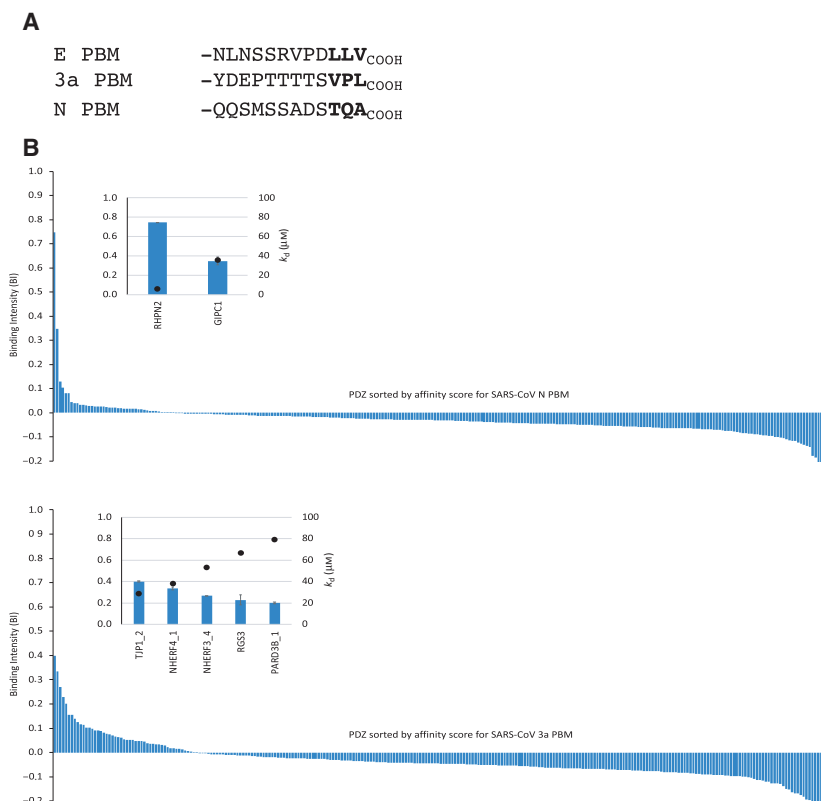 A
E PBM –NLNSSRVPDLLVCOOH
3a PBM –YDEPTTTTSVPLCOOH
N PBM –QQSMSSADSTQACOOH
B
1.0
0.9
0.8
0.7
0.6
0.5
0.4
0.3
0.2
0.1
0.0
–0.1
–0.2
Binding Intensity (BI)
1.0
0.8
0.6
0.4
0.2
0.0
100
80
60
40
20
0
kd (μM)
RHPN2
GIPC1
PDZ sorted by affinity score for SARS-CoV N PBM
1.0
0.9
0.8
0.7
0.6
0.5
0.4
0.3
0.2
0.1
0.0
–0.1
–0.2
Binding Intensity (BI)
1.0
0.8
0.6
0.4
0.2
0.0
100
80
60
40
20
0
kd (μM)
TJP1_2
NHERF4_1
NHERF3_4
RGS3
PARD3B_1
PDZ sorted by affinity score for SARS-CoV 3a PBM